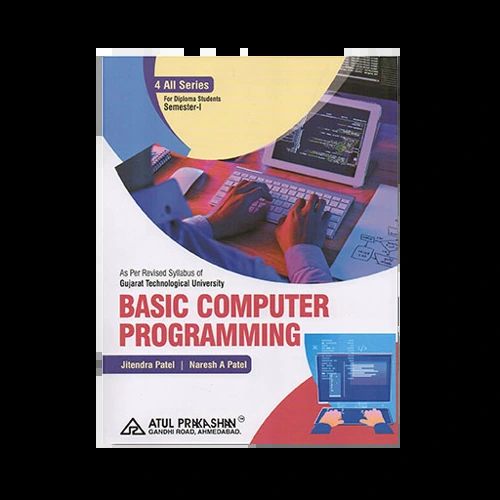 4 All Series
For Diploma Students
Semester-I
As Per Revised Syllabus of
Gujarat Technological University
BASIC COMPUTER
PROGRAMMING
Jitendra Patel | Naresh A Patel
ATUL PRAKASHAN™
GANDHI ROAD, AHMEDABAD.